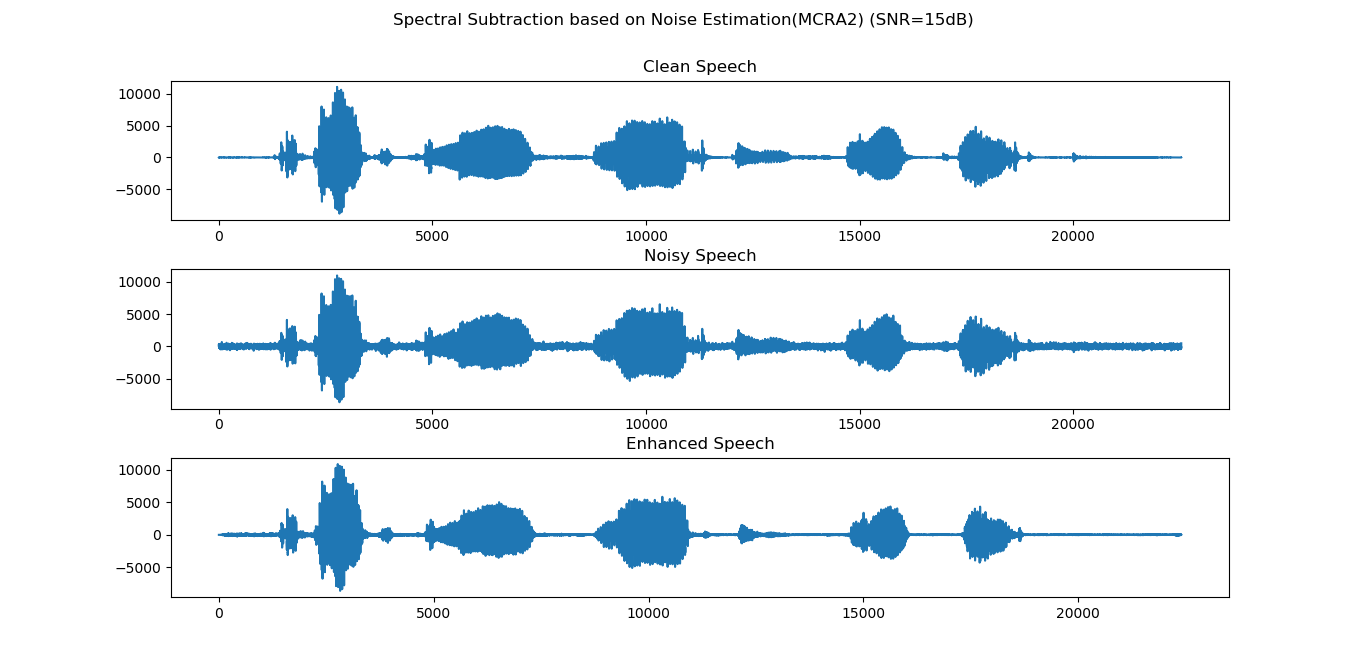 Spectral Subtraction based on Noise Estimation(MCRA2) (SNR=15dB)
Clean Speech
10000
5000
0
−5000
0 5000 10000 15000 20000
Noisy Speech
10000
5000
0
−5000
0 5000 10000 15000 20000
Enhanced Speech
10000
5000
0
−5000
0 5000 10000 15000 20000